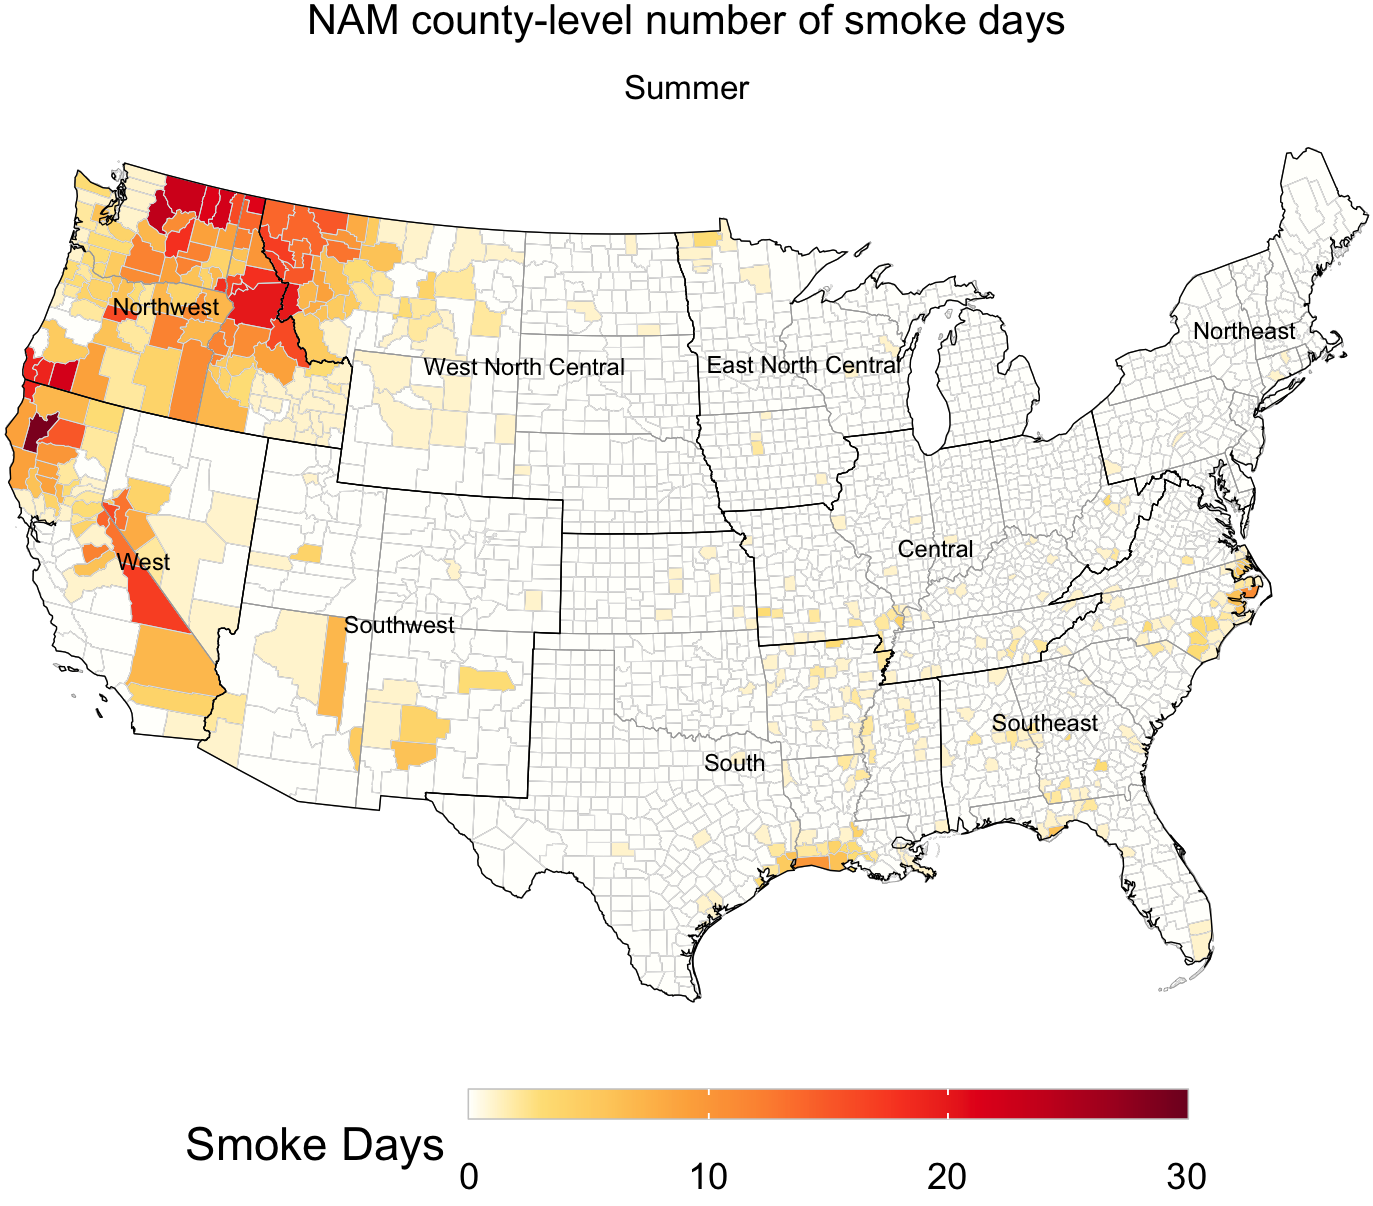 NAM county-level number of smoke days
Summer
Northwest
Northeast
West North Central
East North Central
Central
West
Southwest
Southeast
South
Smoke Days
0 10 20 30